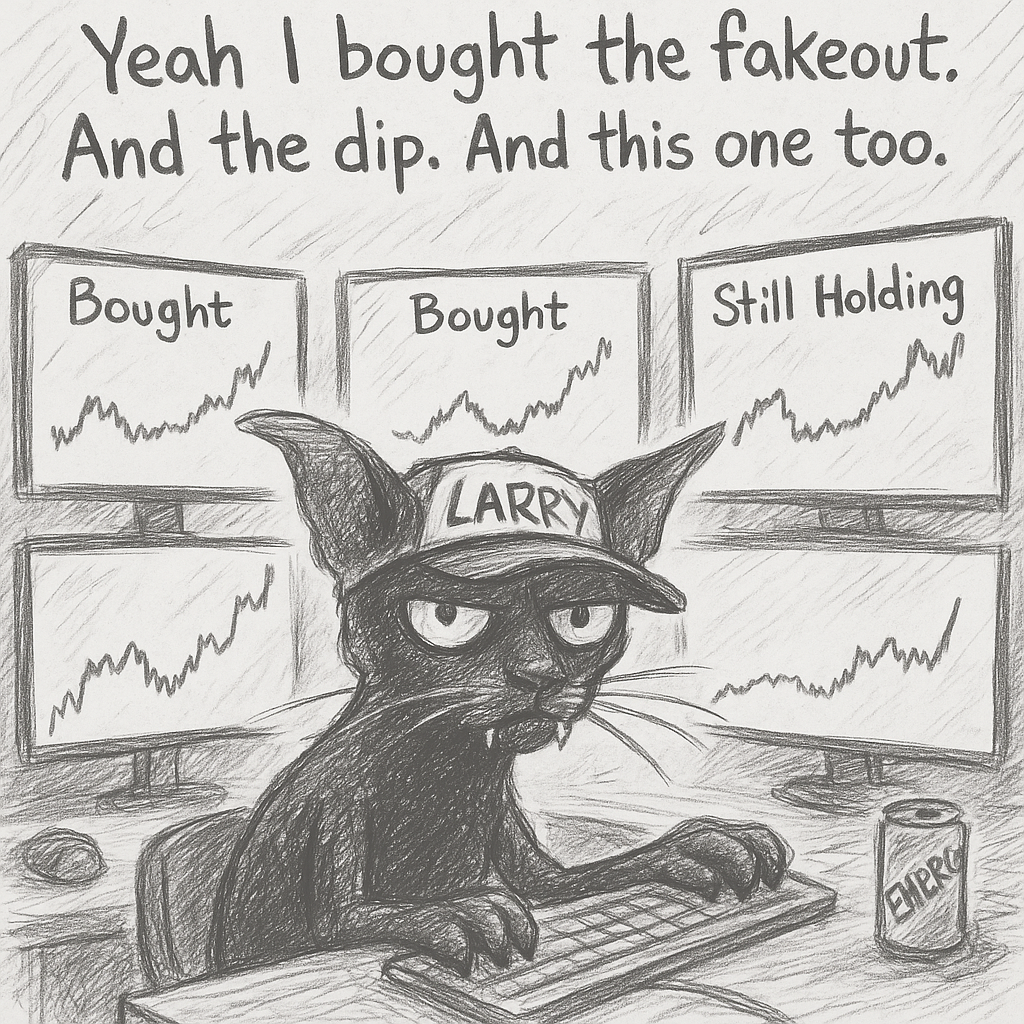 Yeah I bought the fakeout.
And the dip. And this one too.
Bought
Bought
Still Holding
LARRY